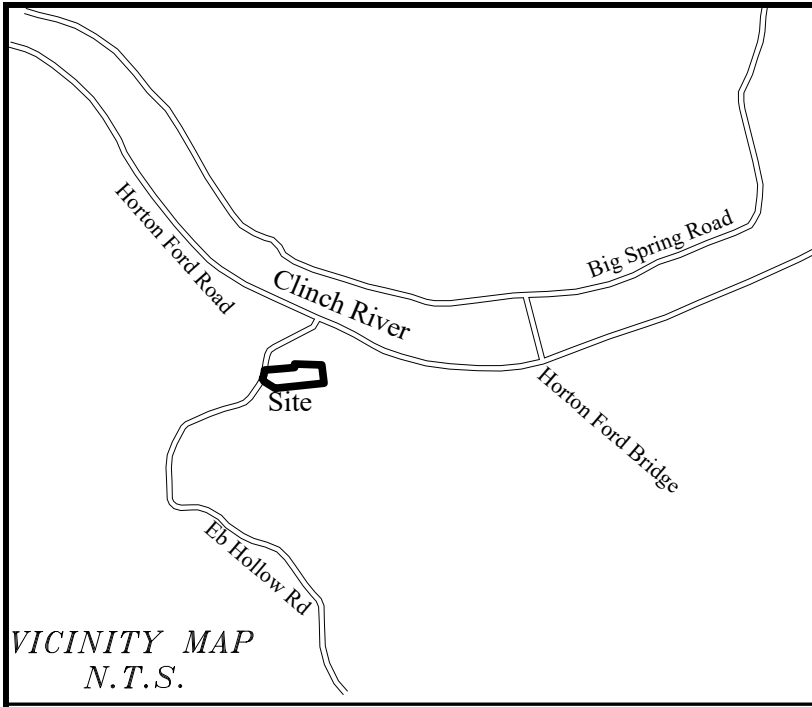 Horton Ford Road
Big Spring Road
Clinch River
Site
Horton Ford Bridge
Eb Hollow Rd
VICINITY MAP
N.T.S.